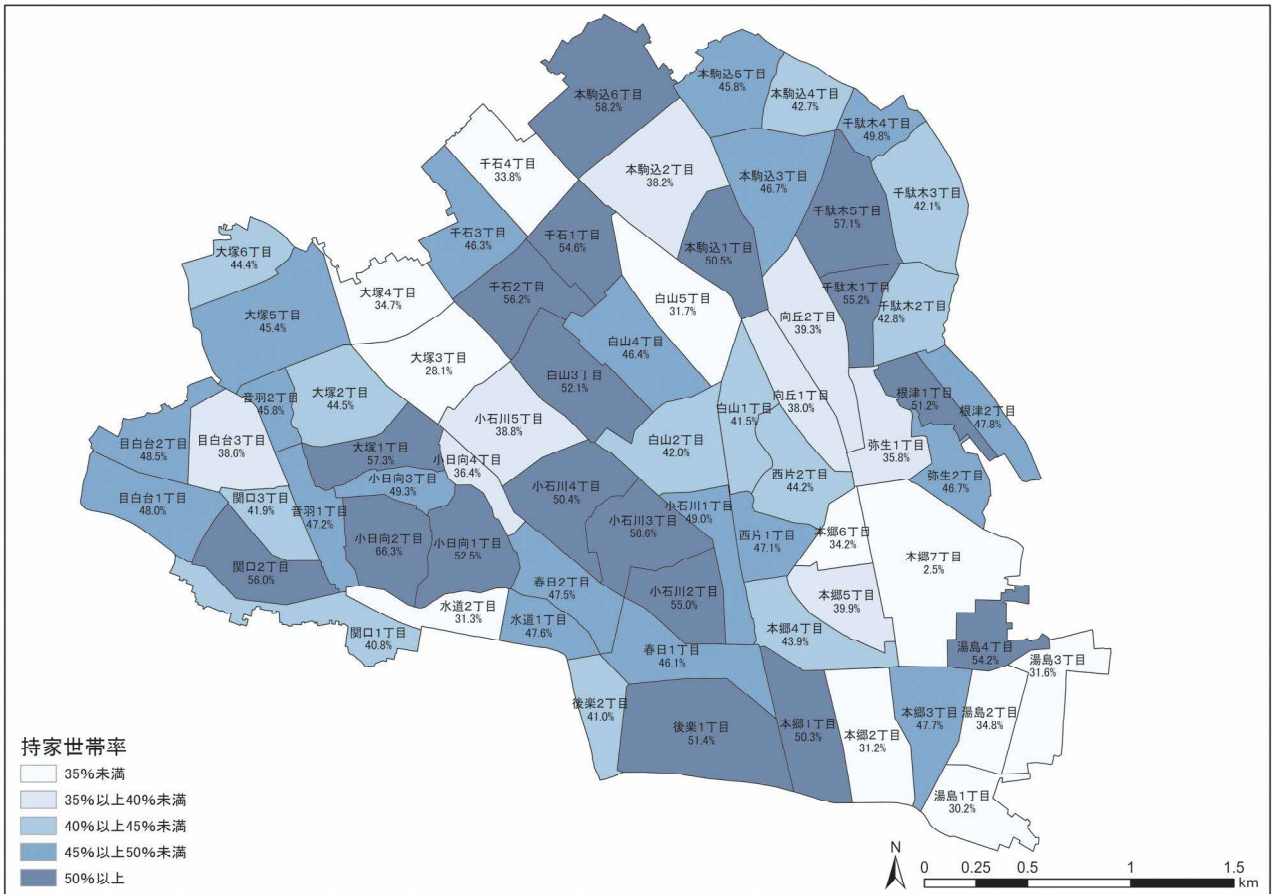 本駒込6丁目
58.2%
本駒込5丁目
45.8%
本駒込4丁目
42.7%
千駄木4丁目
49.8%
千石4丁目
33.8%
本駒込2丁目
38.2%
本駒込3丁目
46.7%
千駄木3丁目
42.1%
千駄木5丁目
57.1%
千石3丁目
46.3%
千石1丁目
54.6%
本駒込1丁目
50.5%
大塚6丁目
44.4%
大塚4丁目
34.7%
千石2丁目
56.2%
白山5丁目
31.7%
千駄木1丁目
55.2%
千駄木2丁目
42.8%
大塚5丁目
45.4%
向丘2丁目
39.3%
白山4丁目
46.4%
大塚3丁目
28.1%
白山3丁目
52.1%
大塚2丁目
44.5%
音羽2丁目
45.8%
向丘1丁目
38.0%
根津1丁目
51.2%
根津2丁目
47.8%
小石川5丁目
38.8%
白山1丁目
41.5%
目白台2丁目
48.5%
目白台3丁目
38.6%
大塚1丁目
57.3%
小日向4丁目
36.4%
白山2丁目
42.0%
弥生1丁目
35.8%
西片2丁目
44.2%
弥生2丁目
46.7%
小日向3丁目
49.3%
小石川4丁目
50.4%
目白台1丁目
48.0%
関口3丁目
41.9%
音羽1丁目
47.2%
小石川1丁目
49.0%
小石川3丁目
50.6%
本郷6丁目
34.2%
小日向2丁目
66.3%
小日向1丁目
52.5%
西片1丁目
47.1%
本郷7丁目
2.5%
関口2丁目
56.0%
春日2丁目
47.5%
小石川2丁目
55.0%
本郷5丁目
39.9%
水道2丁目
31.3%
水道1丁目
47.6%
関口1丁目
40.8%
本郷4丁目
43.9%
湯島4丁目
54.2%
湯島3丁目
31.6%
春日1丁目
46.1%
後楽2丁目
41.0%
後楽1丁目
51.4%
本郷1丁目
50.3%
本郷2丁目
31.2%
本郷3丁目
47.7%
湯島2丁目
34.8%
湯島1丁目
30.2%
持家世帯率
35%未満
35%以上40%未満
40%以上45%未満
45%以上50%未満
50%以上
N
0 0.25 0.5 1 1.5
km